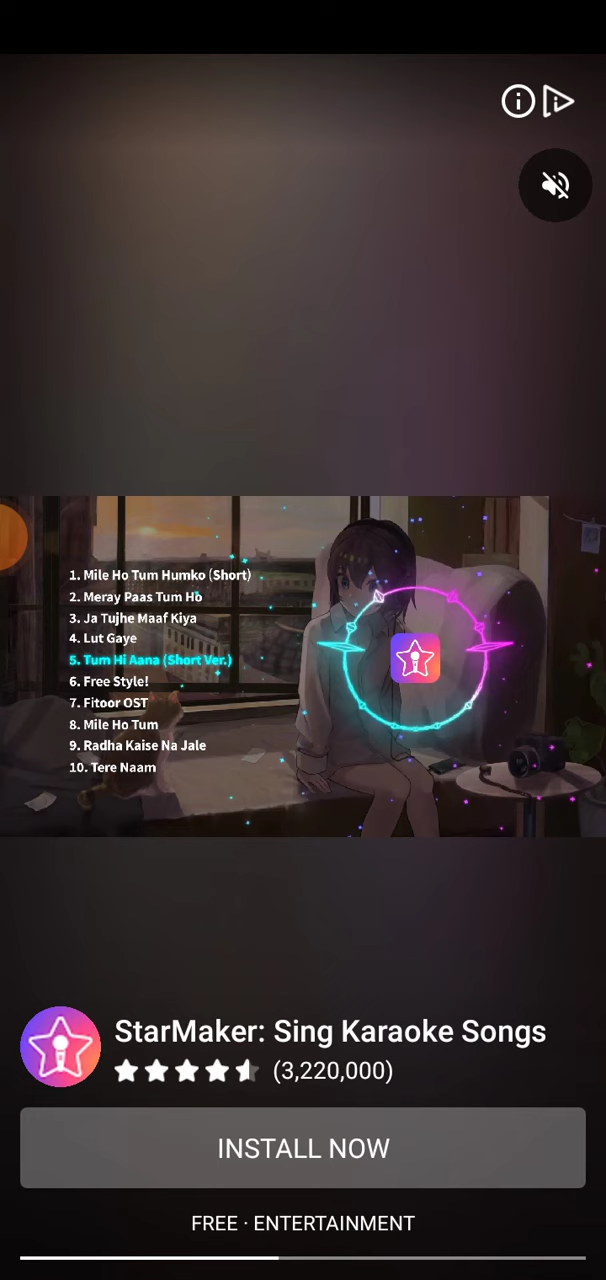 1. Mile Ho Tum Humko (Short)
2. Meray Paas Tum Ho
3. Ja Tujhe Maaf Kiya
4. Lut Gaye
5. Tum Hi Aana (Short Ver.)
6. Free Style!
7. Fitoor OST
8. Mile Ho Tum
9. Radha Kaise Na Jale
10. Tere Naam
StarMaker: Sing Karaoke Songs
(3,220,000)
INSTALL NOW
FREE · ENTERTAINMENT